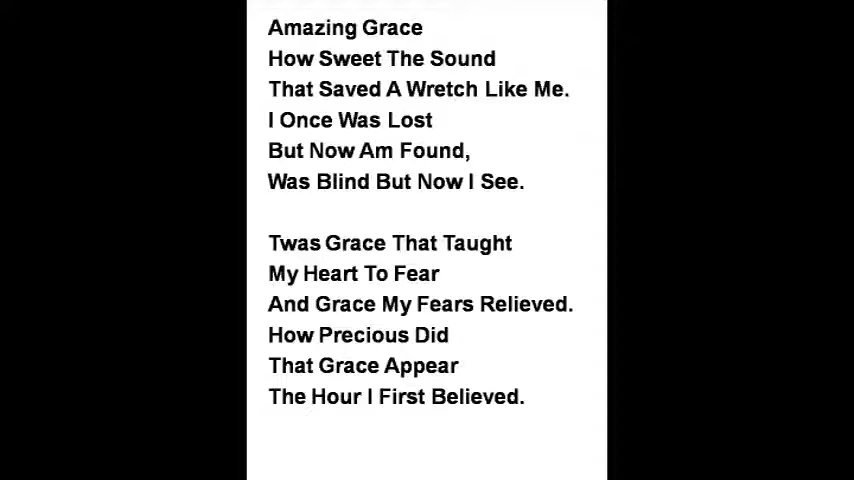 Amazing Grace
How Sweet The Sound
That Saved A Wretch Like Me.
I Once Was Lost
But Now Am Found,
Was Blind But Now I See.

Twas Grace That Taught
My Heart To Fear
And Grace My Fears Relieved.
How Precious Did
That Grace Appear
The Hour I First Believed.